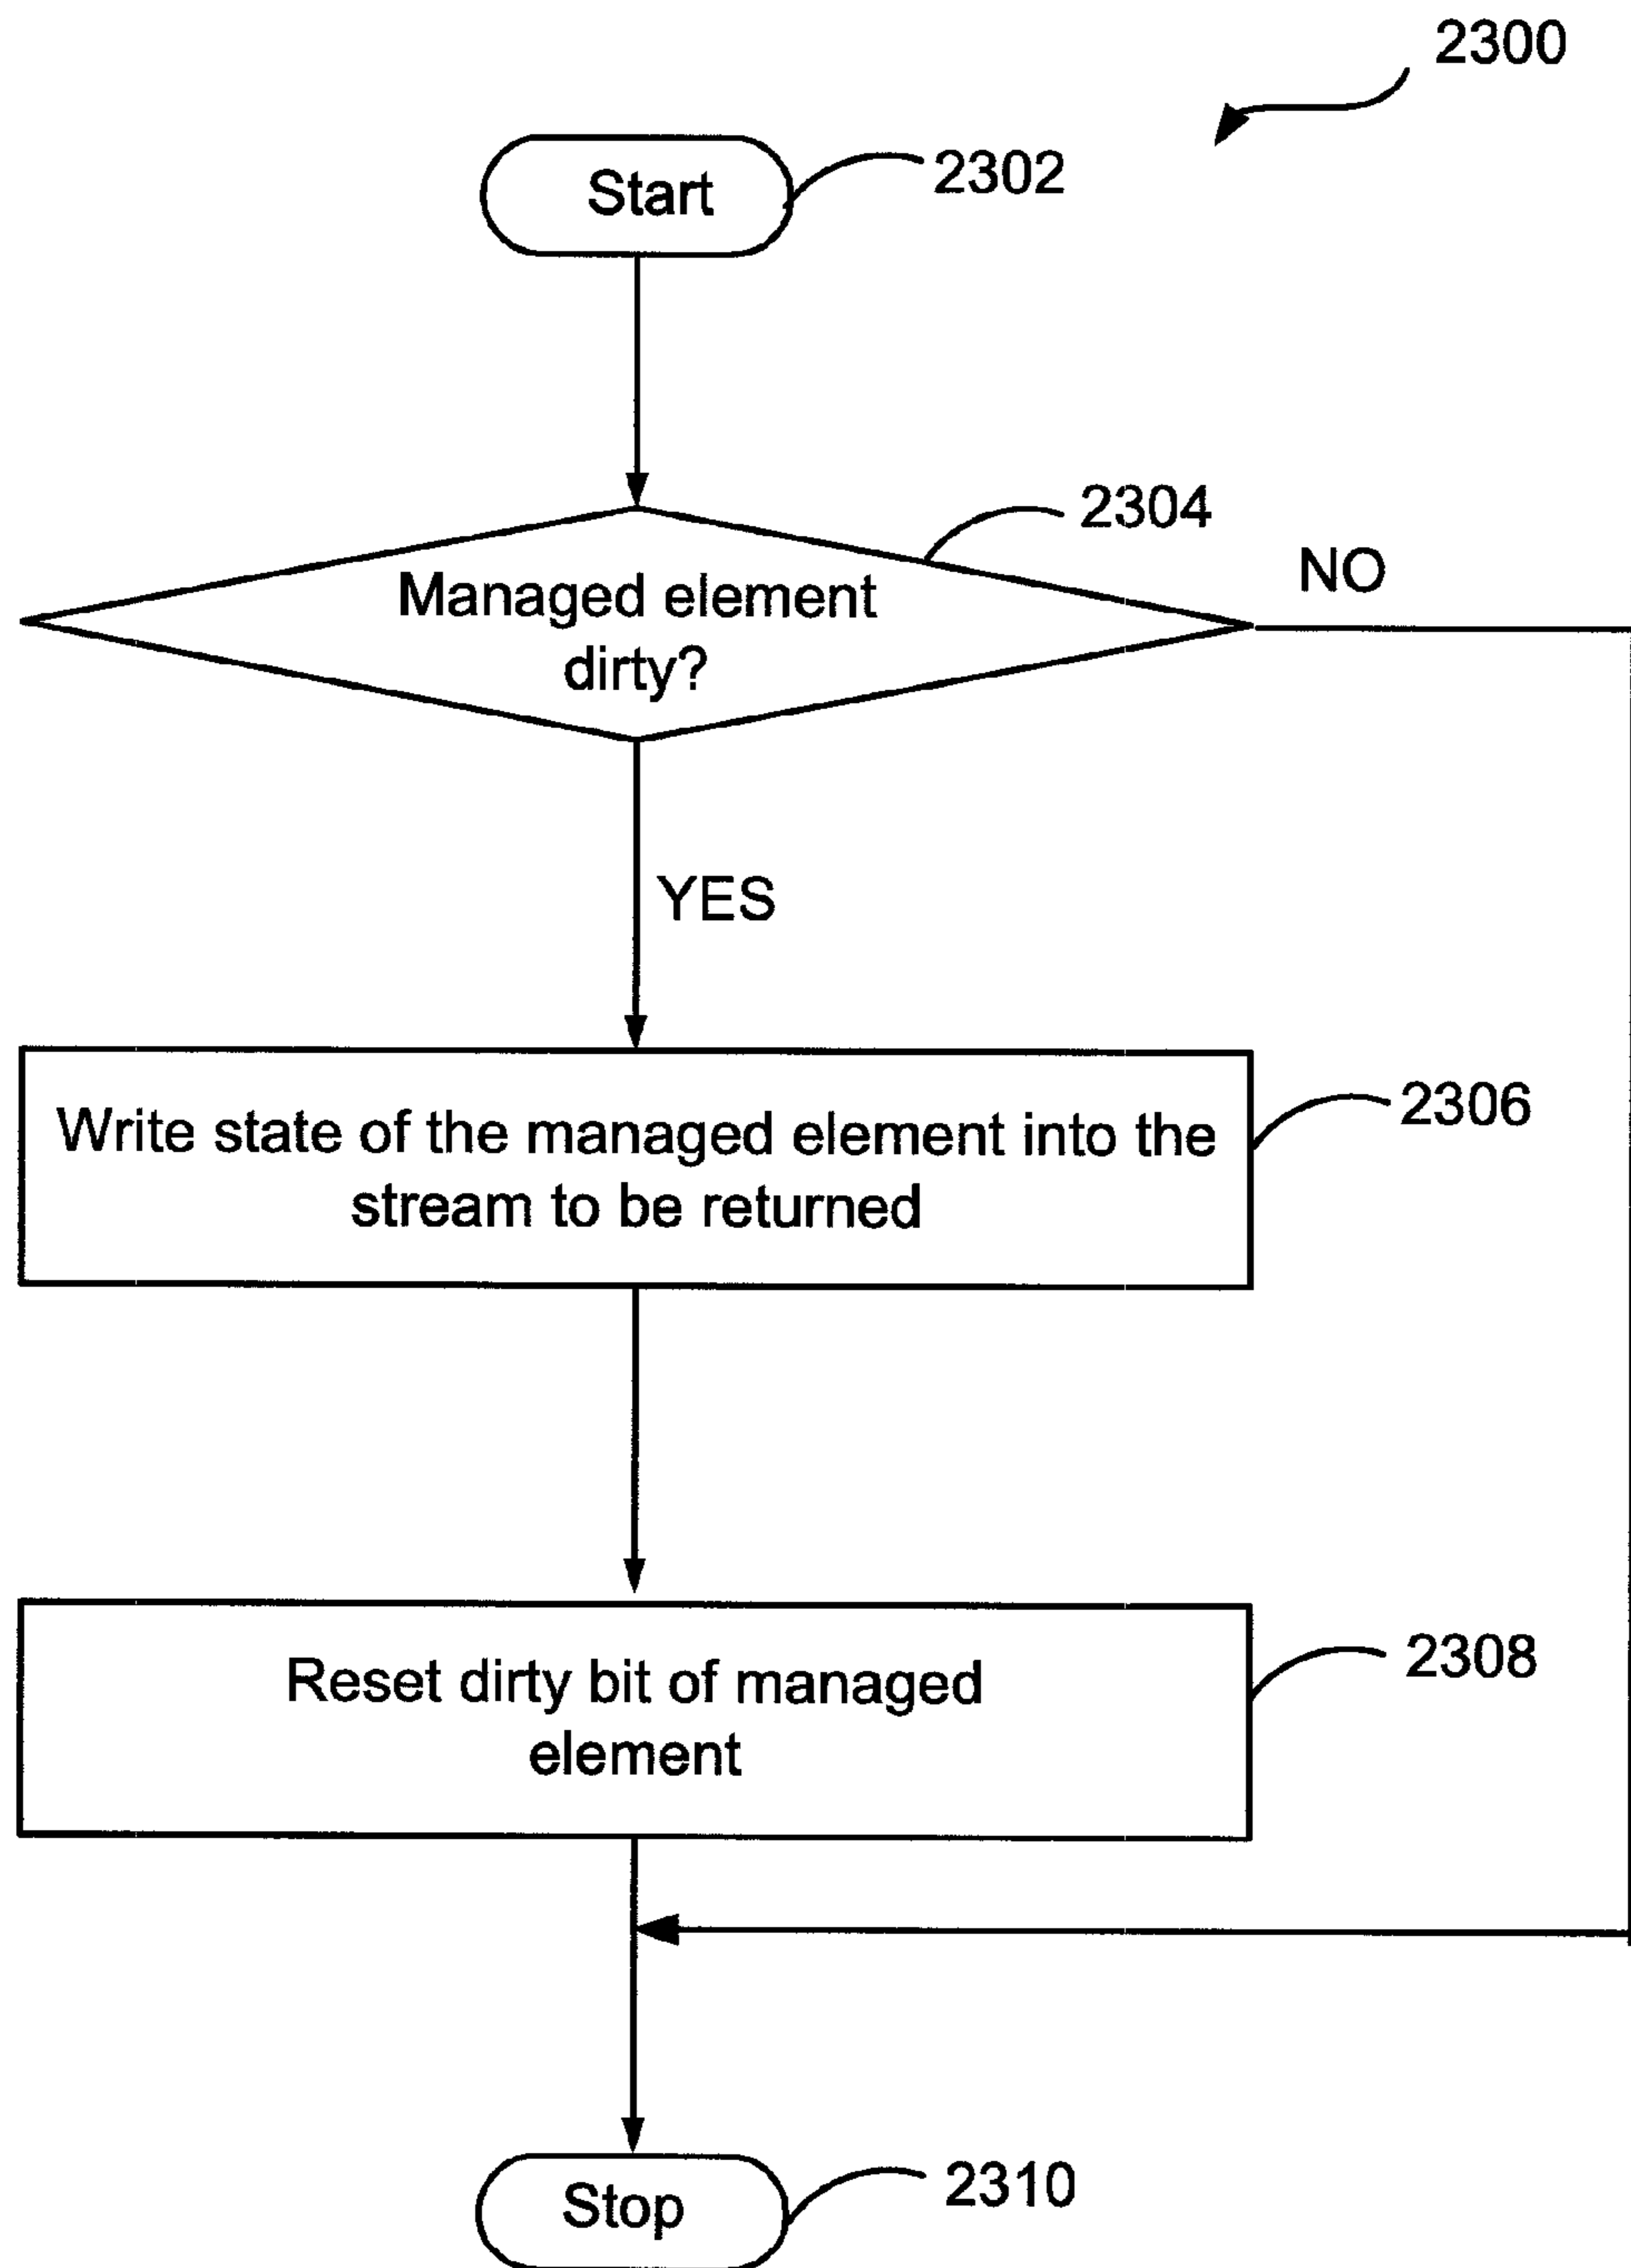 2300
Start
2302
2304
NO
Managed element
dirty?
YES
Write state of the managed element into the
stream to be returned
2306
Reset dirty bit of managed
element
2308
Stop
2310